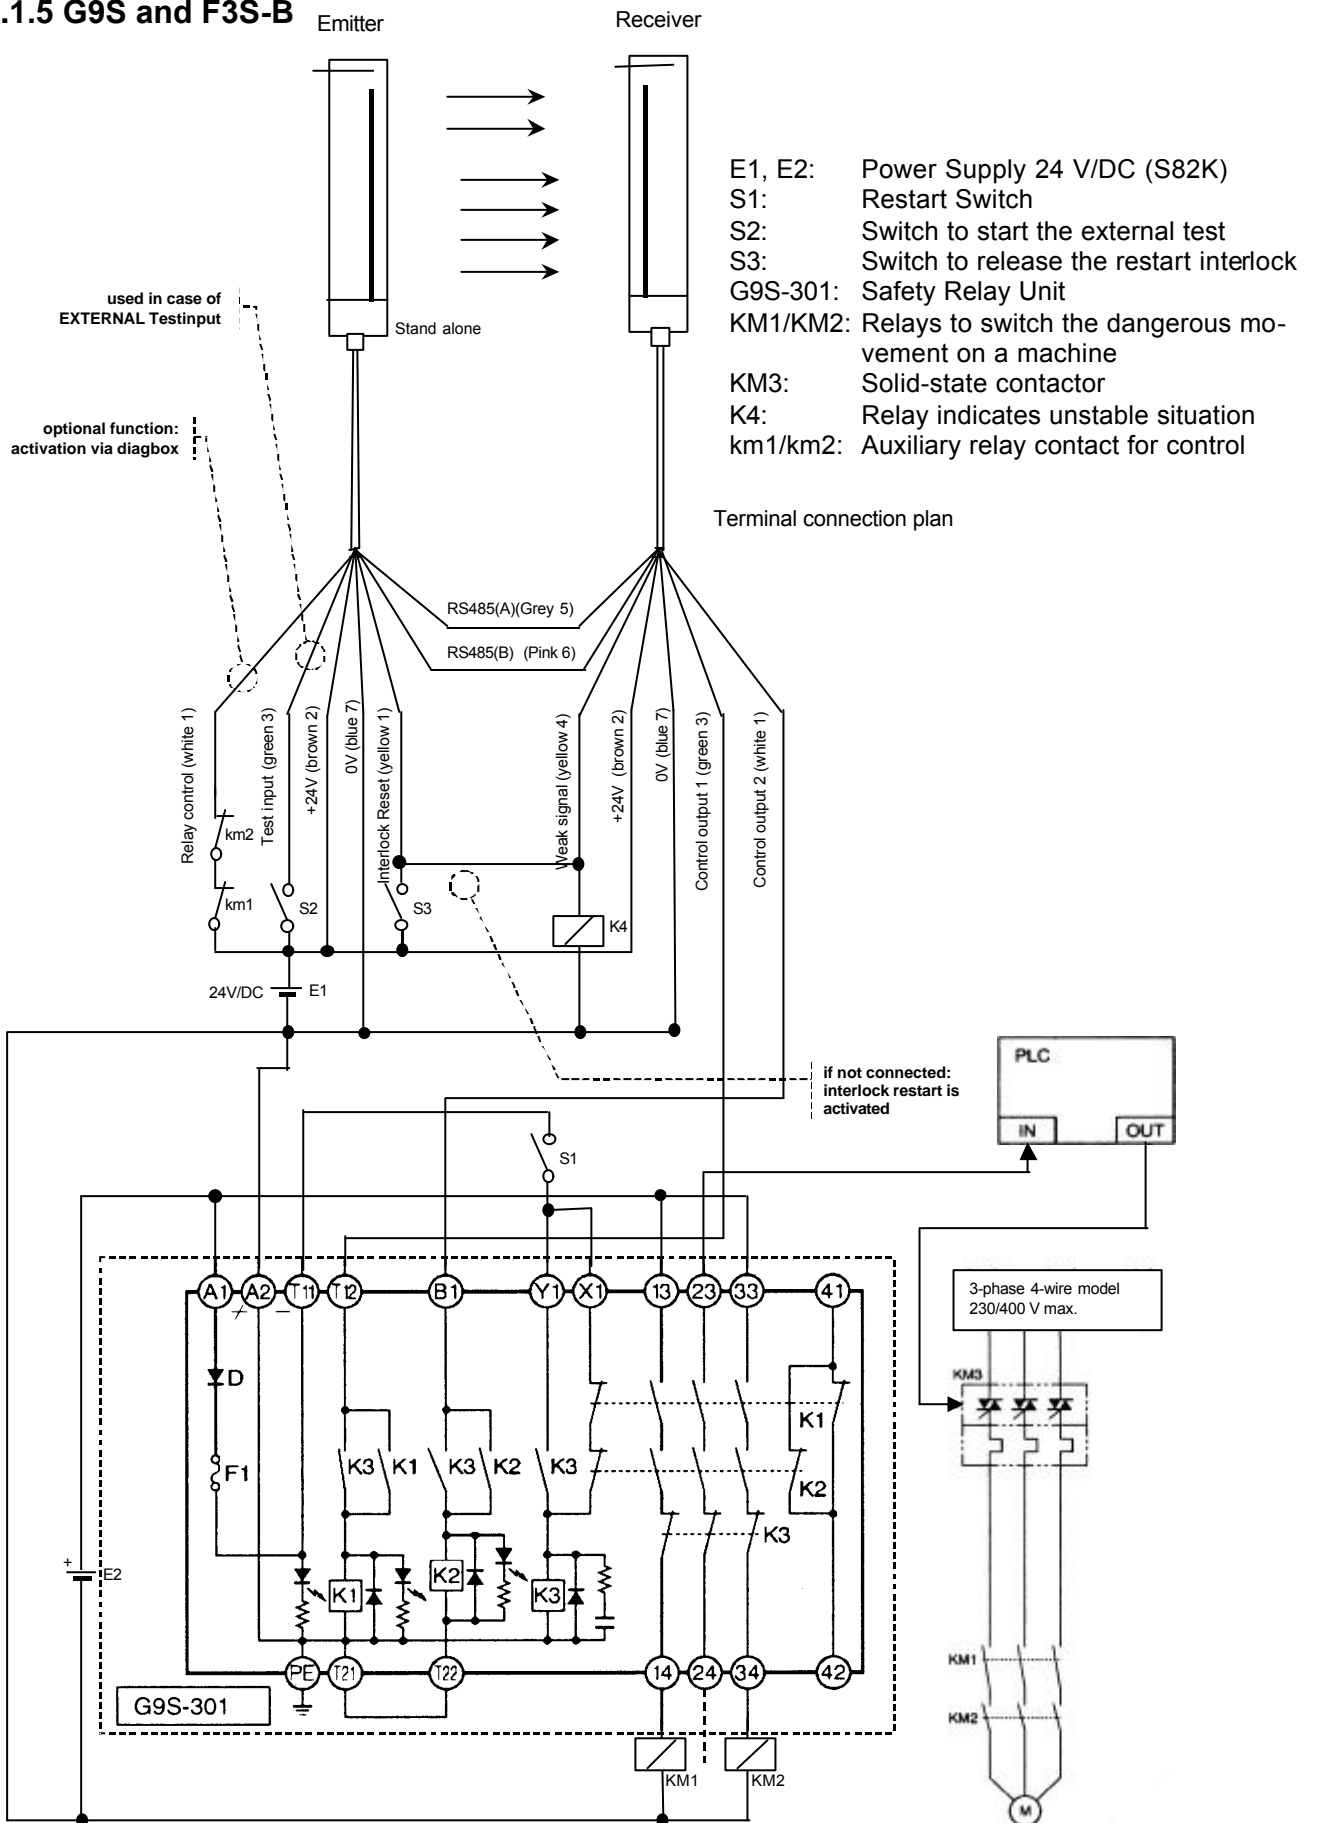 .1.5 G9S and F3S-B
Emitter
Receiver
E1, E2: Power Supply 24 V/DC (S82K)
S1: Restart Switch
S2: Switch to start the external test
S3: Switch to release the restart interlock
G9S-301: Safety Relay Unit
KM1/KM2: Relays to switch the dangerous mo-
vement on a machine
KM3: Solid-state contactor
K4: Relay indicates unstable situation
km1/km2: Auxiliary relay contact for control
used in case of
EXTERNAL Testinput
Stand alone
optional function:
activation via diagbox
Terminal connection plan
RS485(A)(Grey 5)
RS485(B) (Pink 6)
Relay control (white 1)
Test input (green 3)
+24V (brown 2)
0V (blue 7)
Interlock Reset (yellow 1)
Weak signal (yellow 4)
+24V (brown 2)
0V (blue 7)
Control output 1 (green 3)
Control output 2 (white 1)
km2
km1
S2
S3
K4
24V/DC
E1
if not connected:
interlock restart is
activated
PLC
IN
OUT
S1
A1
A2
T11
T12
B1
Y1
X1
13
23
33
41
+
−
3-phase 4-wire model
230/400 V max.
KM3
D
F1
K3
K1
K3
K2
K3
K1
K2
K3
+
E2
K1
K2
K3
PE
T21
T22
14
24
34
42
G9S-301
KM1
KM2
KM1
KM2
M